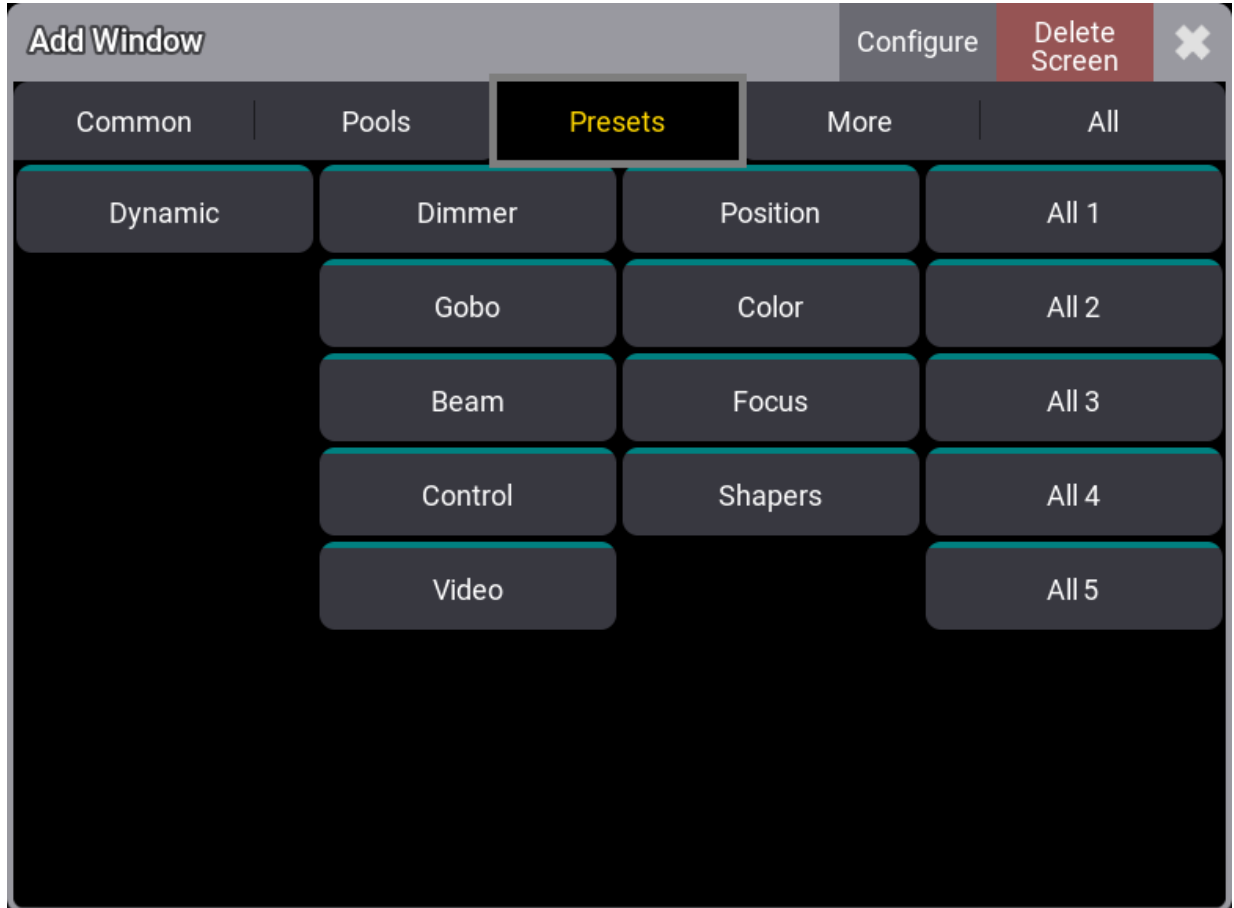 Add Window
Configure
Delete
Screen
Common
Pools
Presets
More
All
Dynamic
Dimmer
Position
All 1
Gobo
Color
All 2
Beam
Focus
All 3
Control
Shapers
All 4
Video
All 5